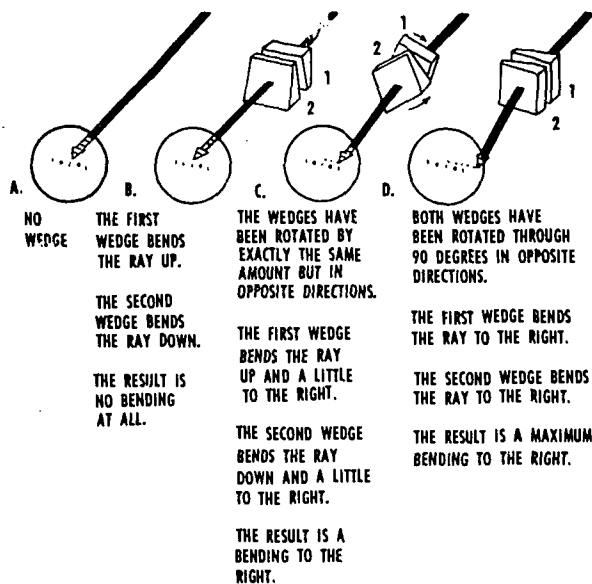 1
2
1
2
1
2
A.
B.
C.
D.
NO
WEDGE
THE FIRST
WEDGE BENDS
THE RAY UP.
THE SECOND
WEDGE BENDS
THE RAY DOWN.
THE RESULT IS
NO BENDING
AT ALL.
THE WEDGES HAVE
BEEN ROTATED BY
EXACTLY THE SAME
AMOUNT BUT IN
OPPOSITE DIRECTIONS.
THE FIRST WEDGE
BENDS THE RAY
UP AND A LITTLE
TO THE RIGHT.
THE SECOND WEDGE
BENDS THE RAY
DOWN AND A LITTLE
TO THE RIGHT.
THE RESULT IS A
BENDING TO THE
RIGHT.
BOTH WEDGES HAVE
BEEN ROTATED THROUGH
90 DEGREES IN OPPOSITE
DIRECTIONS.
THE FIRST WEDGE BENDS
THE RAY TO THE RIGHT.
THE SECOND WEDGE BENDS
THE RAY TO THE RIGHT.
THE RESULT IS A MAXIMUM
BENDING TO THE RIGHT.